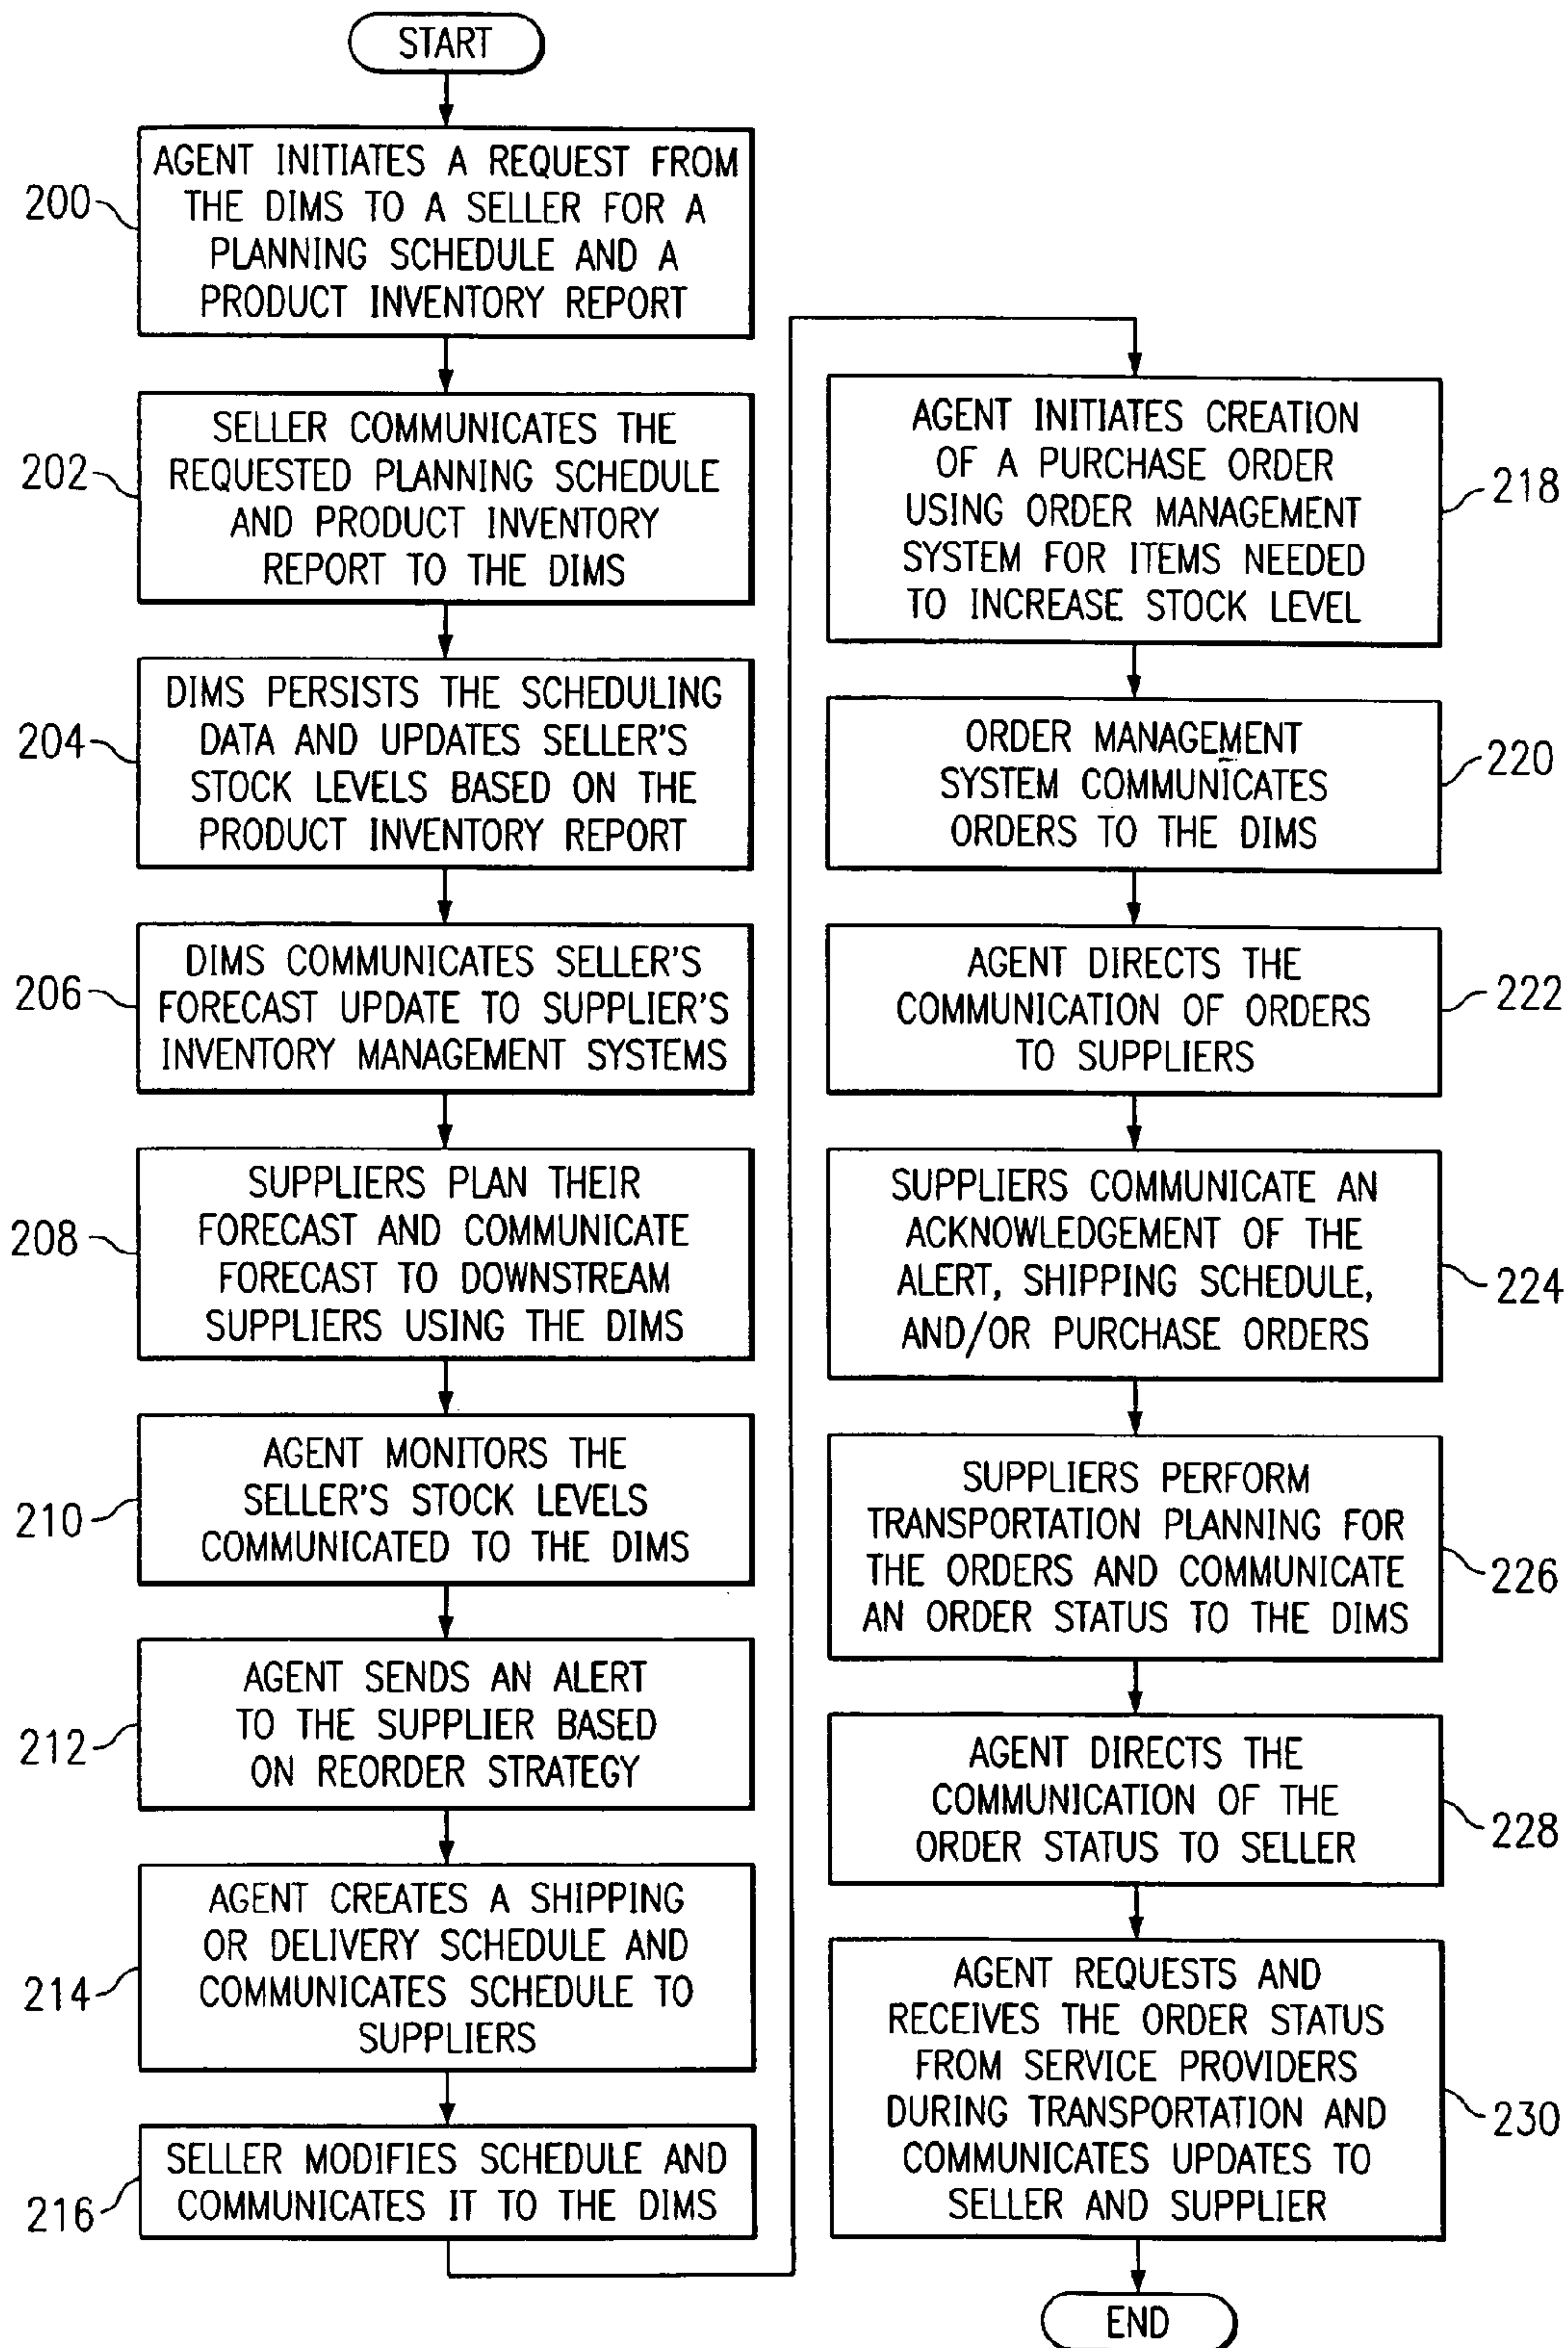 START
200
AGENT INITIATES A REQUEST FROM
THE DIMS TO A SELLER FOR A
PLANNING SCHEDULE AND A
PRODUCT INVENTORY REPORT
202
SELLER COMMUNICATES THE
REQUESTED PLANNING SCHEDULE
AND PRODUCT INVENTORY
REPORT TO THE DIMS
204
DIMS PERSISTS THE SCHEDULING
DATA AND UPDATES SELLER'S
STOCK LEVELS BASED ON THE
PRODUCT INVENTORY REPORT
206
DIMS COMMUNICATES SELLER'S
FORECAST UPDATE TO SUPPLIER'S
INVENTORY MANAGEMENT SYSTEMS
208
SUPPLIERS PLAN THEIR
FORECAST AND COMMUNICATE
FORECAST TO DOWNSTREAM
SUPPLIERS USING THE DIMS
210
AGENT MONITORS THE
SELLER'S STOCK LEVELS
COMMUNICATED TO THE DIMS
212
AGENT SENDS AN ALERT
TO THE SUPPLIER BASED
ON REORDER STRATEGY
214
AGENT CREATES A SHIPPING
OR DELIVERY SCHEDULE AND
COMMUNICATES SCHEDULE TO
SUPPLIERS
216
SELLER MODIFIES SCHEDULE AND
COMMUNICATES IT TO THE DIMS
AGENT INITIATES CREATION
OF A PURCHASE ORDER
USING ORDER MANAGEMENT
SYSTEM FOR ITEMS NEEDED
TO INCREASE STOCK LEVEL
218
ORDER MANAGEMENT
SYSTEM COMMUNICATES
ORDERS TO THE DIMS
220
AGENT DIRECTS THE
COMMUNICATION OF ORDERS
TO SUPPLIERS
222
SUPPLIERS COMMUNICATE AN
ACKNOWLEDGEMENT OF THE
ALERT, SHIPPING SCHEDULE,
AND/OR PURCHASE ORDERS
224
SUPPLIERS PERFORM
TRANSPORTATION PLANNING FOR
THE ORDERS AND COMMUNICATE
AN ORDER STATUS TO THE DIMS
226
AGENT DIRECTS THE
COMMUNICATION OF THE
ORDER STATUS TO SELLER
228
AGENT REQUESTS AND
RECEIVES THE ORDER STATUS
FROM SERVICE PROVIDERS
DURING TRANSPORTATION AND
COMMUNICATES UPDATES TO
SELLER AND SUPPLIER
230
END